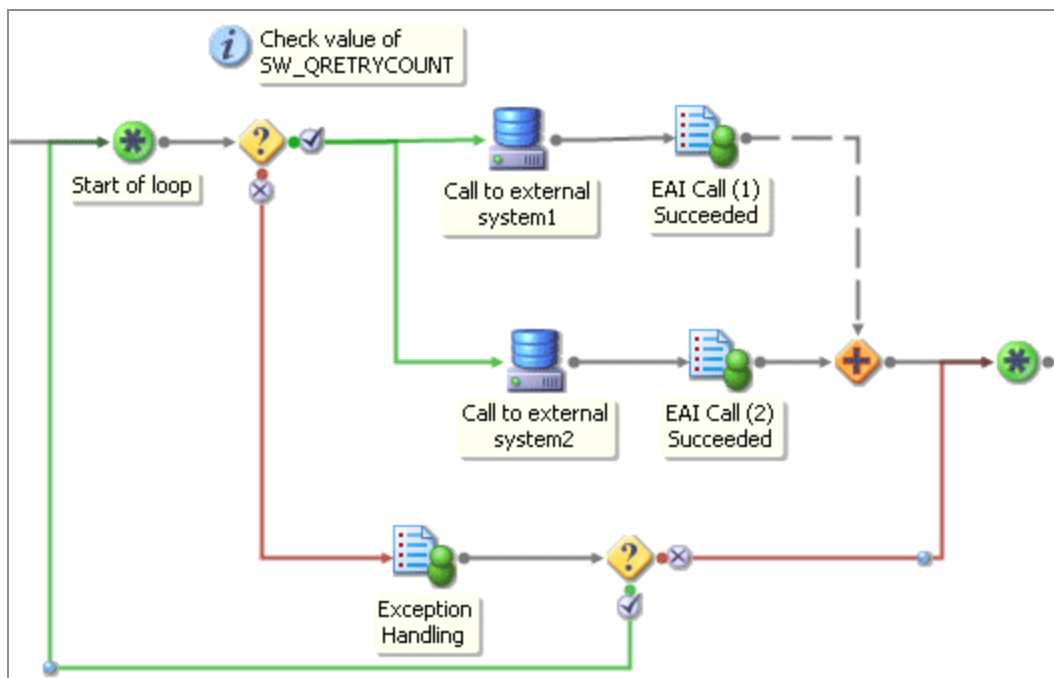 Check value of
SW_QRETRYCOUNT
Start of loop
Call to external
system1
EAI Call (1)
Succeeded
Call to external
system2
EAI Call (2)
Succeeded
Exception
Handling